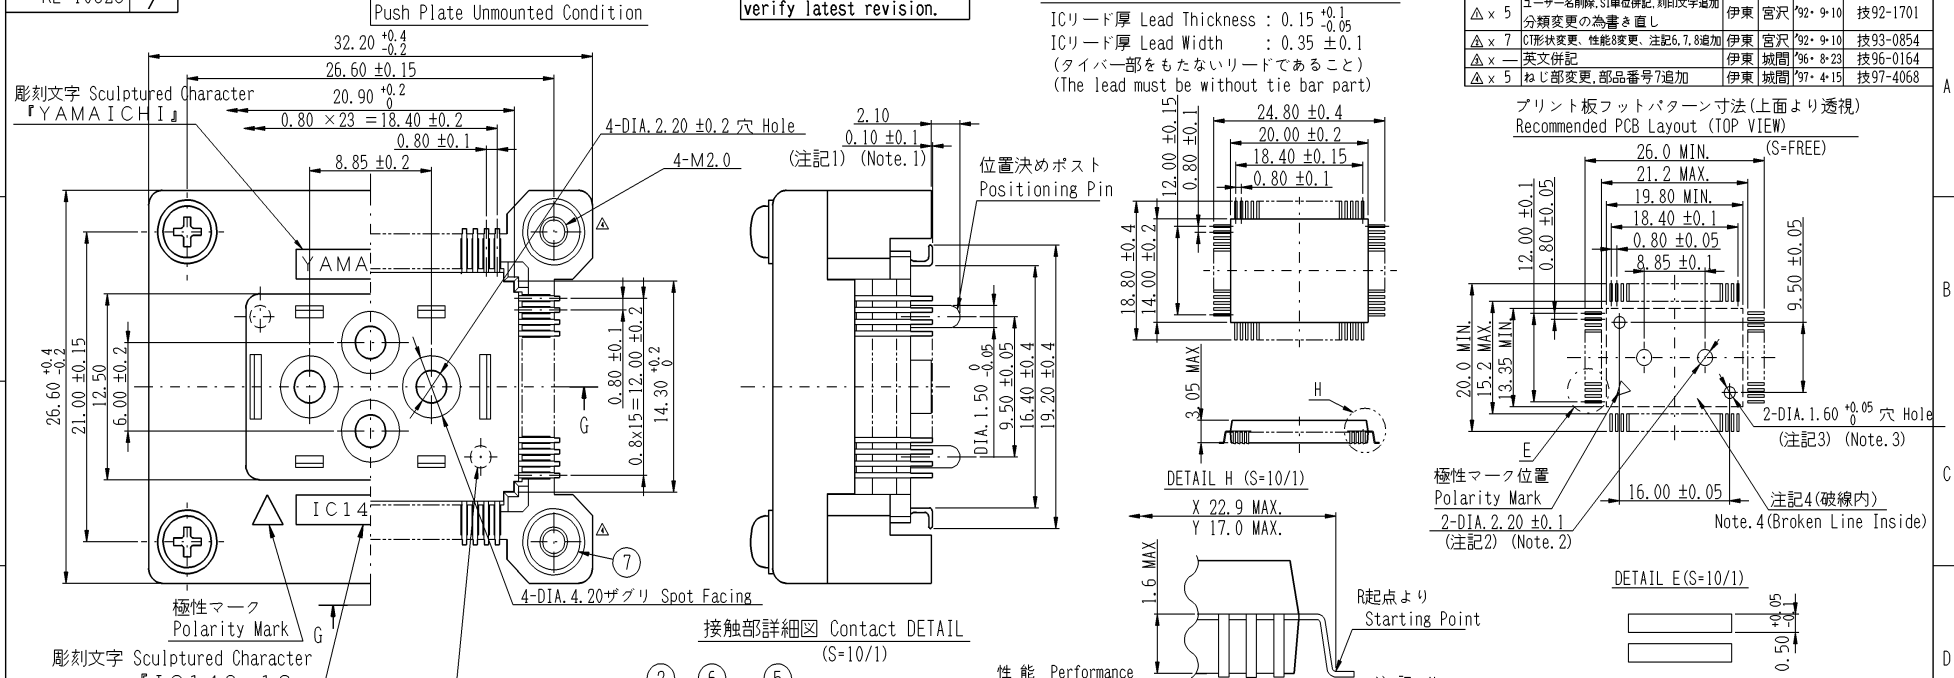 Push Plate Unmounted Condition
verify latest revision.
ICリード厚 Lead Thickness : 0.15 +0.1 -0.05
ICリード厚 Lead Width : 0.35 ±0.1
(タイバー部をもたないリードであること)
(The lead must be without tie bar part)
x 5
分類変更の為書き直し 伊東 宮沢 '92・9・10 技92-1701
x 7 CT形状変更、性能8変更、注記6,7,8追加 伊東 宮沢 '92・9・10 技93-0854
x — 英文併記 伊東 城間 '96・8・23 技96-0164
x 5 ねじ部変更,部品番号7追加 伊東 城間 '97・4・15 技97-4068
A
B
C
D
32.20 +0.4 -0.2
26.60 ±0.15
20.90 +0.2 0
0.80 ×23 =18.40 ±0.2
0.80 ±0.1
8.85 ±0.2
彫刻文字 Sculptured Character
『YAMAICHI』
4-DIA.2.20 ±0.2 穴 Hole
4-M2.0
YAMA
26.60 +0.4 -0.2
21.00 ±0.15
12.50
6.00 ±0.2
0.80 ±0.1
0.8x15=12.00 ±0.2
14.30 +0.2 0
G
IC14
7
4-DIA.4.20ザグリ Spot Facing
極性マーク
Polarity Mark
G
彫刻文字 Sculptured Character
2.10
0.10 ±0.1
(注記1) (Note.1)
位置決めポスト
Positioning Pin
DIA.1.50 0 -0.05
9.50 ±0.05
16.40 ±0.4
19.20 ±0.4
接触部詳細図 Contact DETAIL
(S=10/1)
2
6
5
性能 Performance
24.80 ±0.4
20.00 ±0.2
18.40 ±0.15
0.80 ±0.1
12.00 ±0.15
0.80 ±0.1
18.80 ±0.4
14.00 ±0.2
3.05 MAX
H
DETAIL H (S=10/1)
X 22.9 MAX.
Y 17.0 MAX.
1.6 MAX
R起点より
Starting Point
プリント板フットパターン寸法(上面より透視)
Recommended PCB Layout (TOP VIEW)
(S=FREE)
26.0 MIN.
21.2 MAX.
19.80 MIN.
18.40 ±0.1
0.80 ±0.05
8.85 ±0.1
12.00 ±0.1
0.80 ±0.05
9.50 ±0.05
20.0 MIN.
15.2 MAX.
13.35 MIN
E
2-DIA.1.60 +0.05 0 穴 Hole
(注記3) (Note.3)
極性マーク位置
Polarity Mark
16.00 ±0.05
2-DIA.2.20 ±0.1
(注記2) (Note.2)
注記4(破線内)
Note.4(Broken Line Inside)
DETAIL E(S=10/1)
0.50 +0.05 -0.1